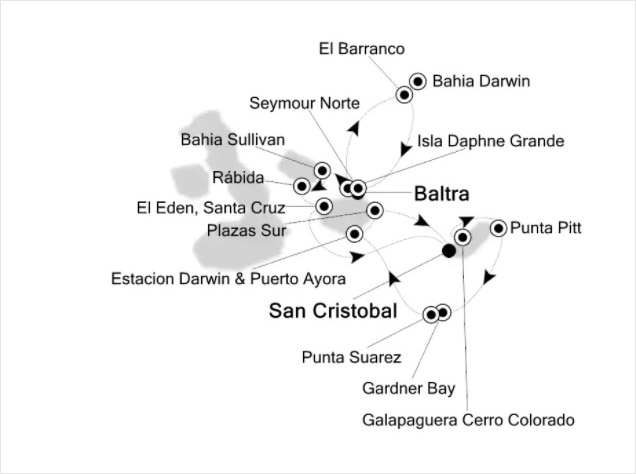 El Barranco
Bahia Darwin
Seymour Norte
Isla Daphne Grande
Bahia Sullivan
Rábida
Baltra
El Eden, Santa Cruz
Plazas Sur
Punta Pitt
Estacion Darwin & Puerto Ayora
San Cristobal
Punta Suarez
Gardner Bay
Galapaguera Cerro Colorado